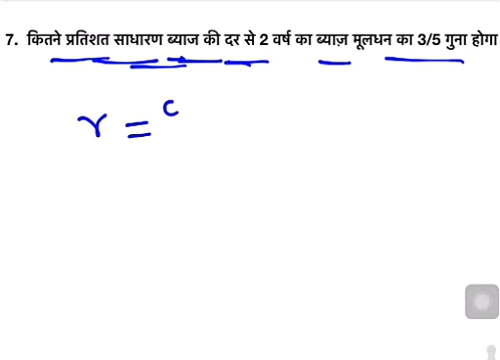 7. कितने प्रतिशत साधारण ब्याज की दर से 2 वर्ष का ब्याज़ मूलधन का 3/5 गुना होगा
r = c